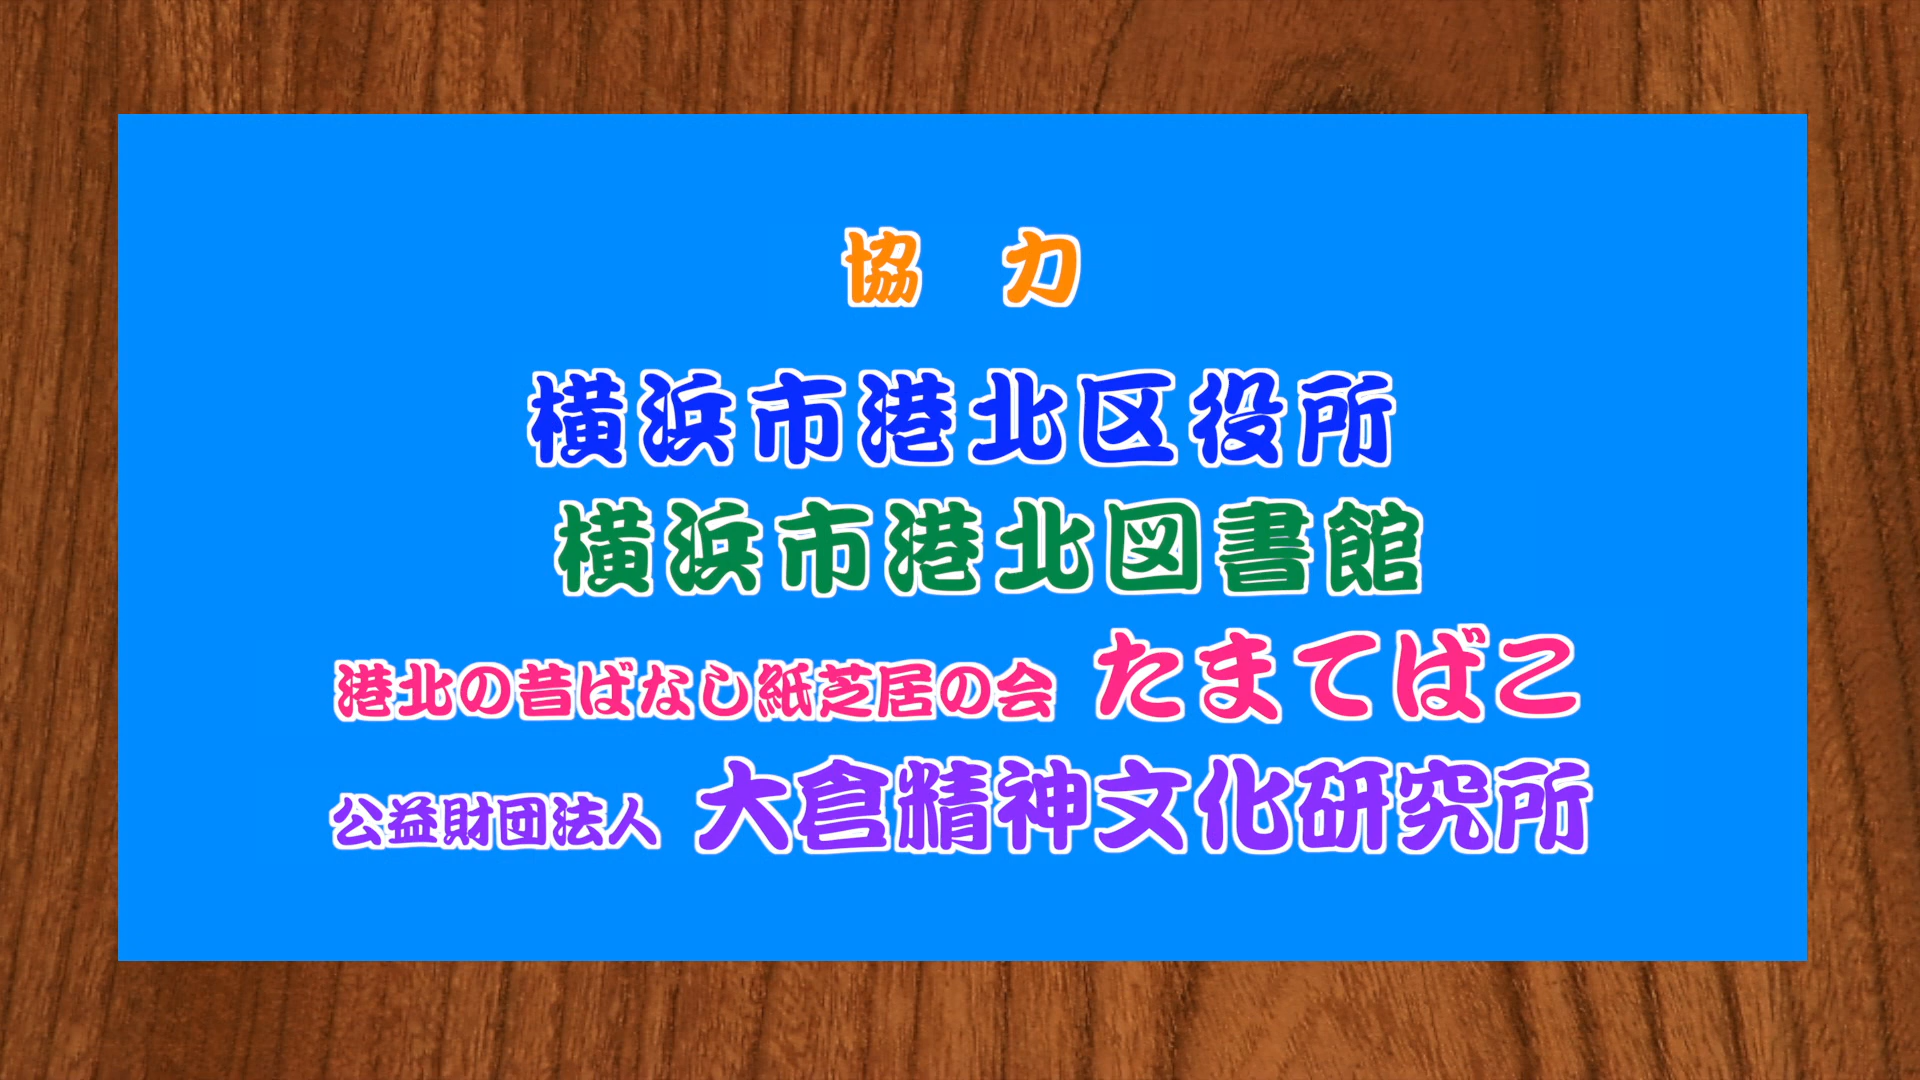 協　力
横浜市港北区役所
横浜市港北図書館
港北の昔ばなし紙芝居の会 たまてばこ
公益財団法人 大倉精神文化研究所